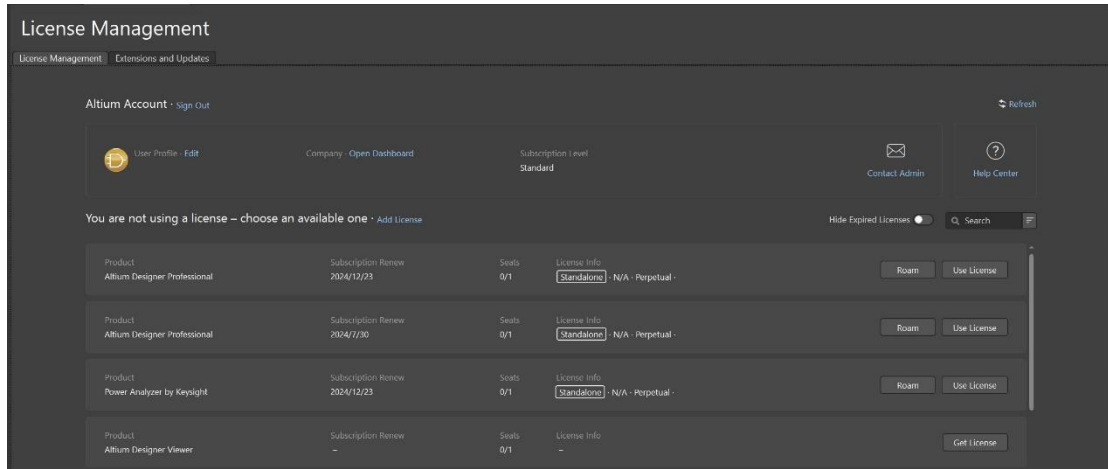 License Management
License Management Extensions and Updates
Altium Account · Sign Out Refresh
User Profile · Edit Company · Open Dashboard Subscription Level
Standard
Contact Admin Help Center
You are not using a license – choose an available one · Add License Hide Expired Licenses Search
Product Subscription Renew Seats License Info
Altium Designer Professional 2024/12/23 0/1 Standalone · N/A · Perpetual · Roam Use License
Product Subscription Renew Seats License Info
Altium Designer Professional 2024/7/30 0/1 Standalone · N/A · Perpetual · Roam Use License
Product Subscription Renew Seats License Info
Power Analyzer by Keysight 2024/12/23 0/1 Standalone · N/A · Perpetual · Roam Use License
Product Subscription Renew Seats License Info
Altium Designer Viewer – 0/1 – Get License